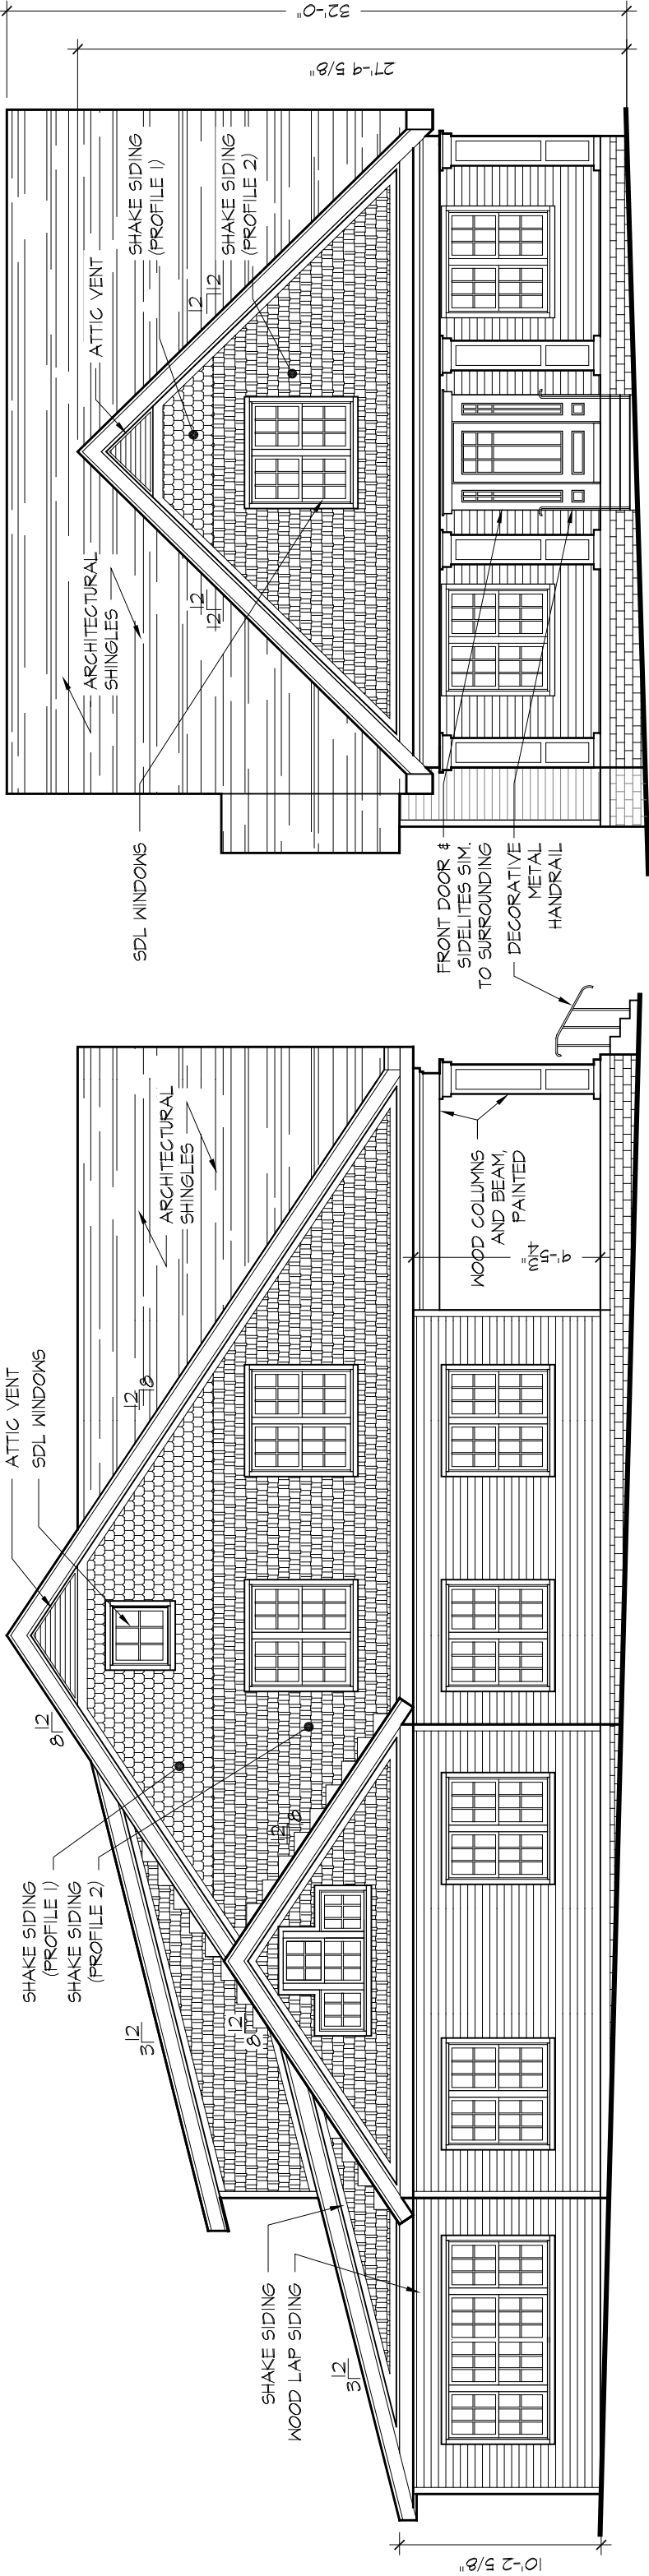 ATTIC VENT
SDL WINDOWS
SHAKE SIDING
(PROFILE 1)
SHAKE SIDING
(PROFILE 2)
12
8
12
8
12
3
12
8
12
8
ARCHITECTURAL
SHINGLES
SHAKE SIDING
WOOD LAP SIDING
12
3
10'-2 5/8"
9'-5 3/4"
WOOD COLUMNS
AND BEAM,
PAINTED
ARCHITECTURAL
SHINGLES
ATTIC VENT
SHAKE SIDING
(PROFILE 1)
SHAKE SIDING
(PROFILE 2)
12
12
12
12
SDL WINDOWS
FRONT DOOR &
SIDELITES SIM.
TO SURROUNDING
DECORATIVE
METAL
HANDRAIL
27'-9 5/8"
32'-0"